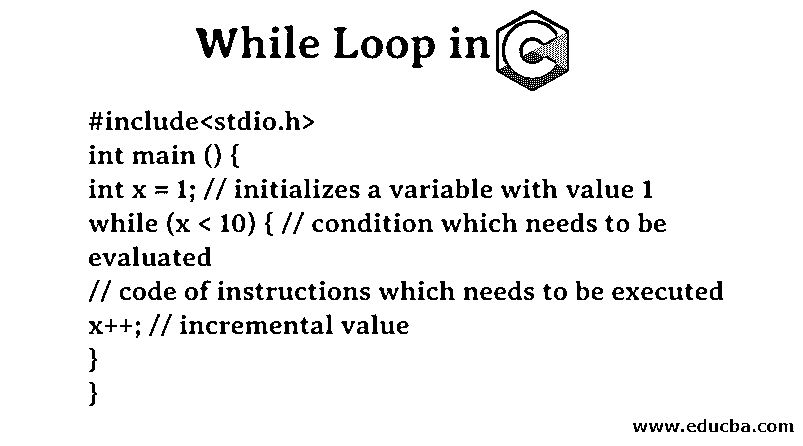 While Loop in C
#include<stdio.h>
int main () {
int x = 1; // initializes a variable with value 1
while (x < 10) { // condition which needs to be
evaluated
// code of instructions which needs to be executed
x++; // incremental value
}
}
www.educba.com